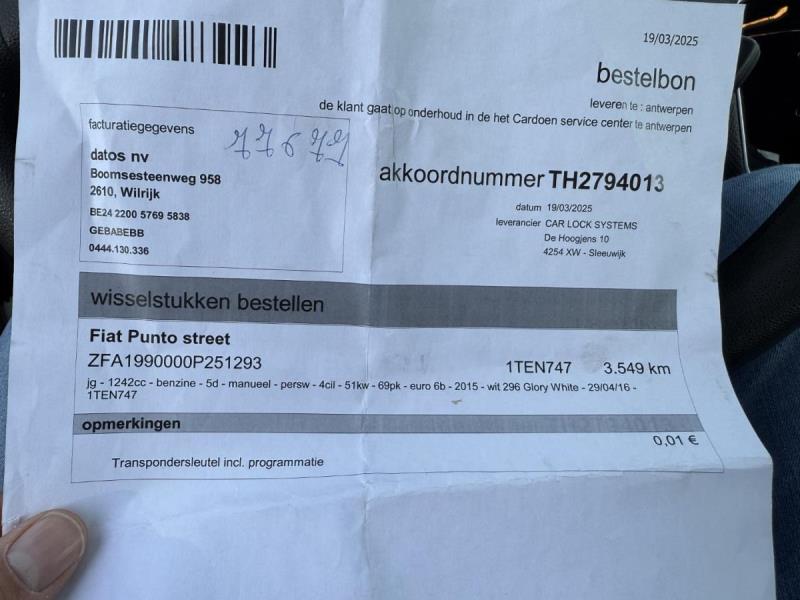 19/03/2025
bestelbon
leveren te : antwerpen
de klant gaat op onderhoud in de het Cardoen service center te antwerpen
facturatiegegevens
datos nv
Boomsesteenweg 958
2610, Wilrijk
BE24 2200 5769 5838
GEBABEBB
0444.130.336
akkoordnummer TH2794013
datum 19/03/2025
leverancier CAR LOCK SYSTEMS
De Hoogjens 10
4254 XW - Sleeuwijk
wisselstukken bestellen
Fiat Punto street
ZFA1990000P251293 1TEN747 3.549 km
jg - 1242cc - benzine - 5d - manueel - persw - 4cil - 51kw - 69pk - euro 6b - 2015 - wit 296 Glory White - 29/04/16 -
1TEN747
opmerkingen
0,01 €
Transpondersleutel incl. programmatie